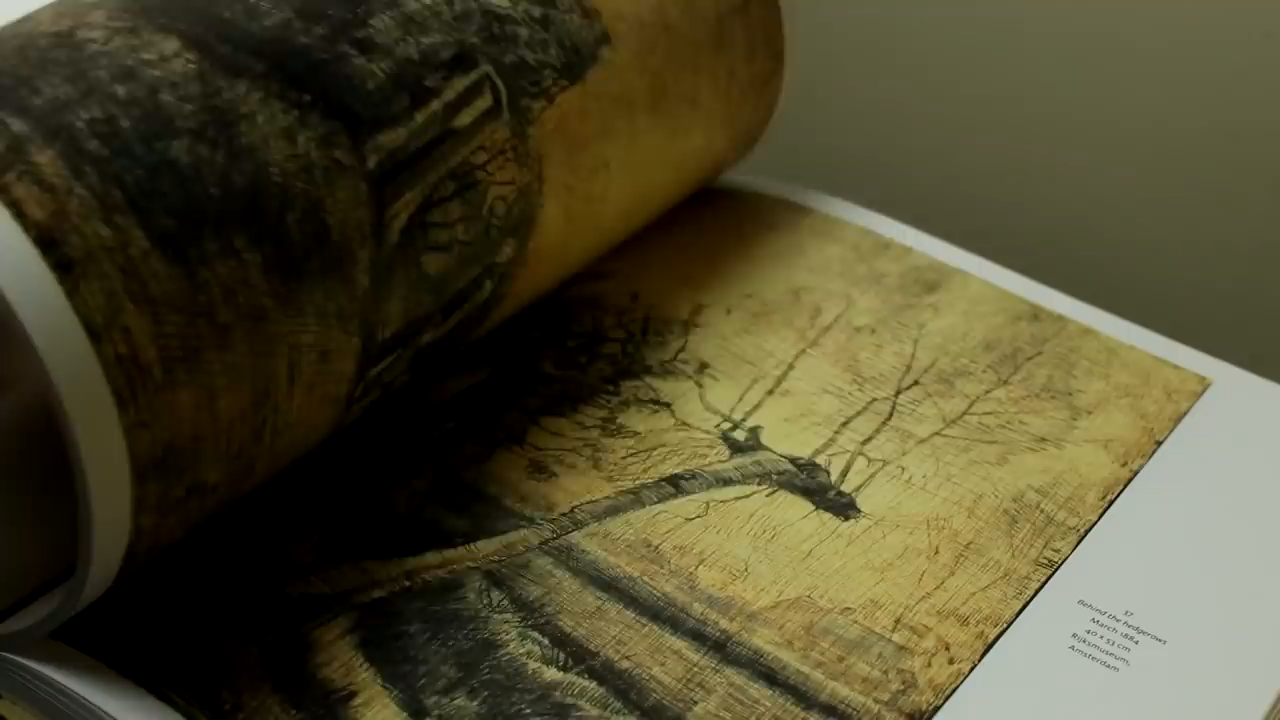 37
Behind the hedgerows
March 1884
40 x 53 cm
Rijksmuseum,
Amsterdam